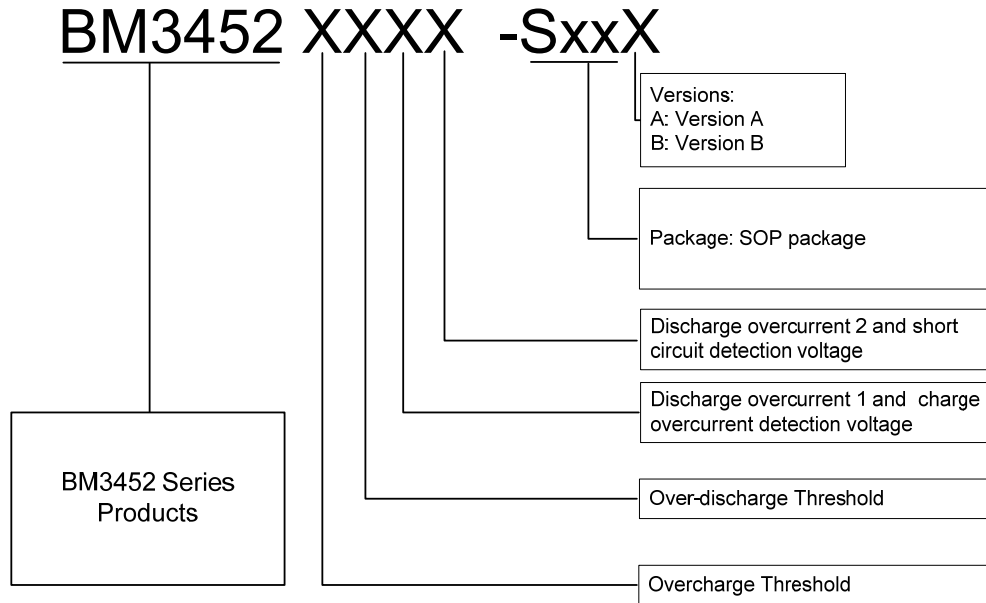 BM3452 XXXX -SxxX
Versions:
A: Version A
B: Version B
Package: SOP package
Discharge overcurrent 2 and short
circuit detection voltage
Discharge overcurrent 1 and charge
overcurrent detection voltage
BM3452 Series
Products
Over-discharge Threshold
Overcharge Threshold